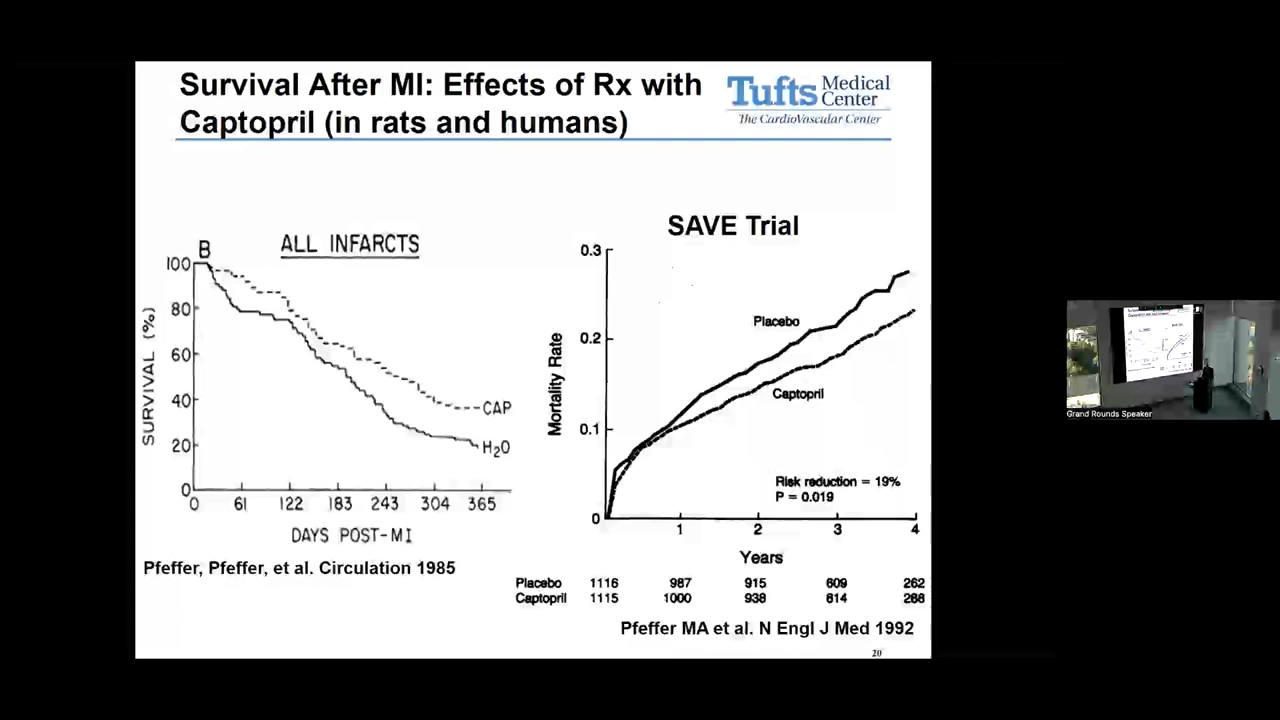 Survival After MI: Effects of Rx with
Captopril (in rats and humans)
Tufts Medical
Center
The CardioVascular Center
B
ALL INFARCTS
100
80
60
40
20
0
SURVIVAL (%)
CAP
H₂O
0 61 122 183 243 304 365
DAYS POST-MI
Pfeffer, Pfeffer, et al. Circulation 1985
SAVE Trial
0.3
0.2
0.1
0
Mortality Rate
Placebo
Captopril
Risk reduction = 19%
P = 0.019
1 2 3 4
Years
Placebo 1116 987 915 609 262
Captopril 1115 1000 938 614
Pfeffer MA et al. N Engl J Med 1992
20
Grand Rounds Speaker